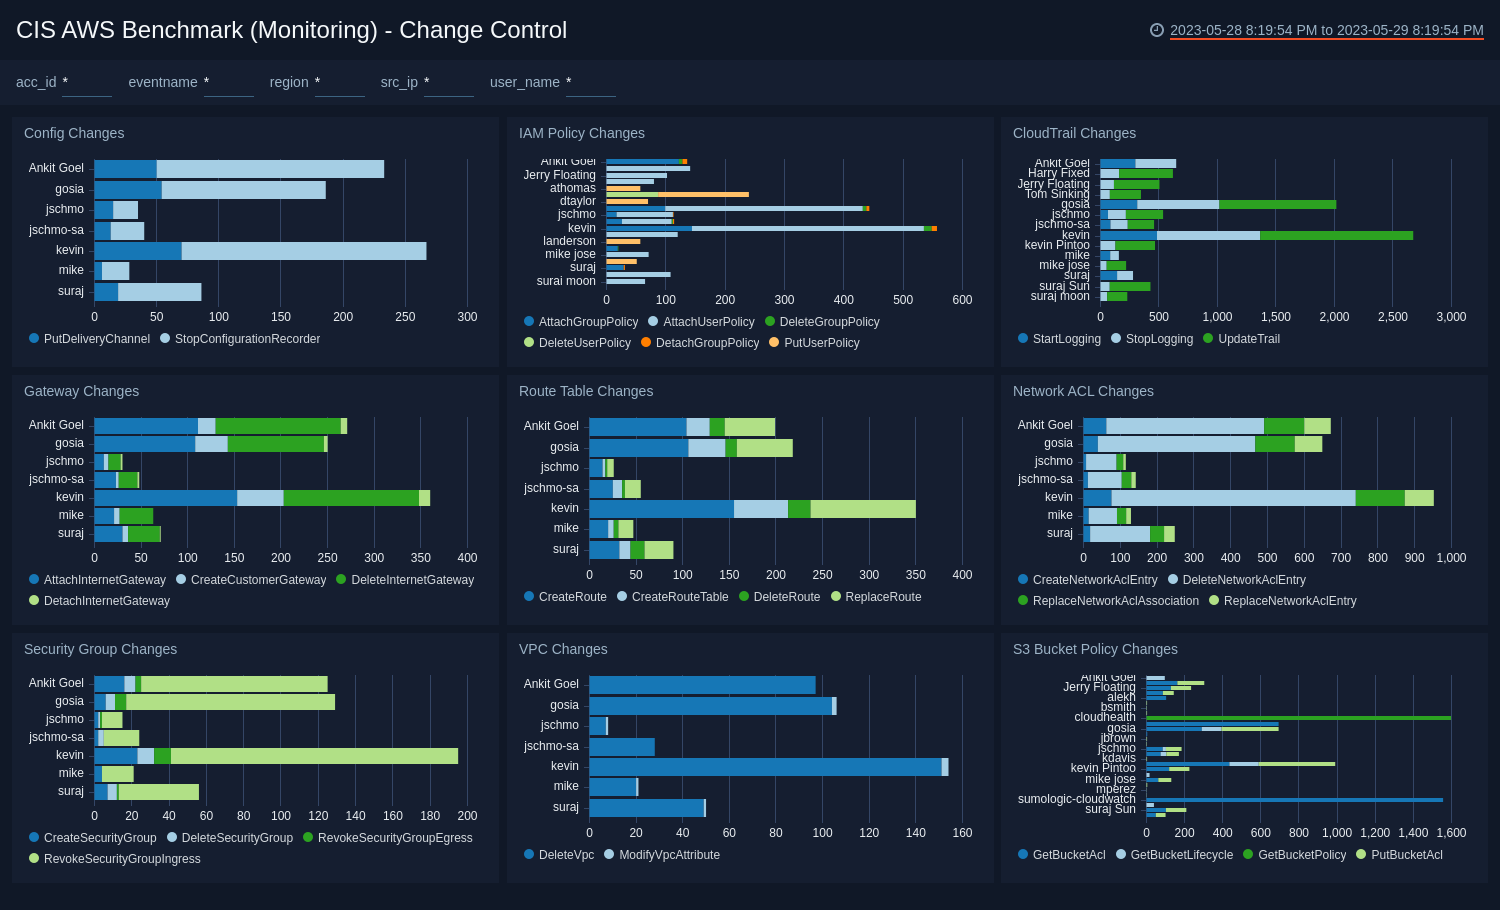 CIS AWS Benchmark (Monitoring) - Change Control
2023-05-28 8:19:54 PM to 2023-05-29 8:19:54 PM
acc_id * eventname * region * src_ip * user_name *
Config Changes
Ankit Goel
gosia
jschmo
jschmo-sa
kevin
mike
suraj
0 50 100 150 200 250 300
PutDeliveryChannel StopConfigurationRecorder
IAM Policy Changes
Ankit Goel
Jerry Floating
athomas
dtaylor
jschmo
kevin
landerson
mike jose
suraj
suraj moon
0 100 200 300 400 500 600
AttachGroupPolicy AttachUserPolicy DeleteGroupPolicy
DeleteUserPolicy DetachGroupPolicy PutUserPolicy
CloudTrail Changes
Ankit Goel
Harry Fixed
Jerry Floating
Tom Sinking
gosia
jschmo
jschmo-sa
kevin
kevin Pintoo
mike
mike jose
suraj
suraj Sun
suraj moon
0 500 1,000 1,500 2,000 2,500 3,000
StartLogging StopLogging UpdateTrail
Gateway Changes
Ankit Goel
gosia
jschmo
jschmo-sa
kevin
mike
suraj
0 50 100 150 200 250 300 350 400
AttachInternetGateway CreateCustomerGateway DeleteInternetGateway
DetachInternetGateway
Route Table Changes
Ankit Goel
gosia
jschmo
jschmo-sa
kevin
mike
suraj
0 50 100 150 200 250 300 350 400
CreateRoute CreateRouteTable DeleteRoute ReplaceRoute
Network ACL Changes
Ankit Goel
gosia
jschmo
jschmo-sa
kevin
mike
suraj
0 100 200 300 400 500 600 700 800 900 1,000
CreateNetworkAclEntry DeleteNetworkAclEntry
ReplaceNetworkAclAssociation ReplaceNetworkAclEntry
Security Group Changes
Ankit Goel
gosia
jschmo
jschmo-sa
kevin
mike
suraj
0 20 40 60 80 100 120 140 160 180 200
CreateSecurityGroup DeleteSecurityGroup RevokeSecurityGroupEgress
RevokeSecurityGroupIngress
VPC Changes
Ankit Goel
gosia
jschmo
jschmo-sa
kevin
mike
suraj
0 20 40 60 80 100 120 140 160
DeleteVpc ModifyVpcAttribute
S3 Bucket Policy Changes
Ankit Goel
Jerry Floating
alekh
bsmith
cloudhealth
gosia
jbrown
jschmo
kdavis
kevin Pintoo
mike jose
mperez
sumologic-cloudwatch
suraj Sun
0 200 400 600 800 1,000 1,200 1,400 1,600
GetBucketAcl GetBucketLifecycle GetBucketPolicy PutBucketAcl